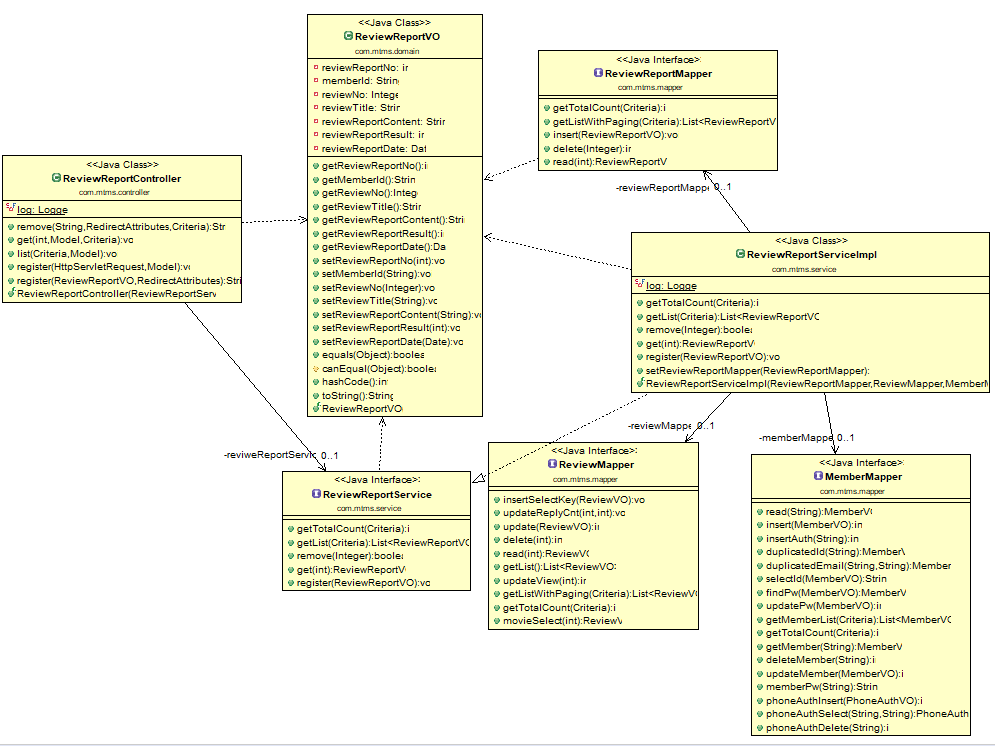 <<Java Class>>
ReviewReportVO
com.mtms.domain
reviewReportNo: ir
memberId: Strin
reviewNo: Intege
reviewTitle: Strin
reviewReportContent: Strir
reviewReportResult: ir
reviewReportDate: Dat
getReviewReportNo():i
getMemberId():Strin
getReviewNo():Integ
getReviewTitle():Strir
getReviewReportContent():Stri
getReviewReportResult():i
getReviewReportDate():Da
setReviewReportNo(int):vo
setMemberId(String):vo
setReviewNo(Integer):vo
setReviewTitle(String):vc
setReviewReportContent(String):vc
setReviewReportResult(int):vo
setReviewReportDate(Date):vo
equals(Object):boolea
canEqual(Object):boolea
hashCode():in
toString():String
ReviewReportVO
<<Java Interface>:
ReviewReportMapper
com.mtms.mapper
getTotalCount(Criteria):i
getListWithPaging(Criteria):List<ReviewReportV
insert(ReviewReportVO):vo
delete(Integer):ir
read(int):ReviewReportV
<<Java Class>>
ReviewReportController
com.mtms.controller
log: Logge
remove(String,RedirectAttributes,Criteria):Str
get(int,Model,Criteria):vo
list(Criteria,Model):vo
register(HttpServletRequest,Model):vo
register(ReviewReportVO,RedirectAttributes):Stri
ReviewReportController(ReviewReportServ
-reviewReportMappe 0..1
<<Java Class>>
ReviewReportServiceImpl
com.mtms.service
log: Logge
getTotalCount(Criteria):i
getList(Criteria):List<ReviewReportVC
remove(Integer):boolea
get(int):ReviewReportV
register(ReviewReportVO):vo
setReviewReportMapper(ReviewReportMapper):
ReviewReportServiceImpl(ReviewReportMapper,ReviewMapper,MemberM
-reviweReportServic 0..1
-reviewMappe 0..1
-memberMappe 0..1
<<Java Interface>:
ReviewReportService
com.mtms.service
getTotalCount(Criteria):i
getList(Criteria):List<ReviewReportVC
remove(Integer):boolea
get(int):ReviewReportV
register(ReviewReportVO):vc
<<Java Interface>:
ReviewMapper
com.mtms.mapper
insertSelectKey(ReviewVO):vo
updateReplyCnt(int,int):vc
update(ReviewVO):ir
delete(int):in
read(int):ReviewVC
getList():List<ReviewVO:
updateView(int):ir
getListWithPaging(Criteria):List<ReviewVC
getTotalCount(Criteria):i
movieSelect(int):ReviewV
<<Java Interface>:
MemberMapper
com.mtms.mapper
read(String):MemberVC
insert(MemberVO):in
insertAuth(String):in
duplicatedId(String):MemberV
duplicatedEmail(String,String):Member
selectId(MemberVO):Strin
findPw(MemberVO):MemberV
updatePw(MemberVO):ir
getMemberList(Criteria):List<MemberVC
getTotalCount(Criteria):i
getMember(String):MemberV
deleteMember(String):i
updateMember(MemberVO):i
memberPw(String):Strin
phoneAuthInsert(PhoneAuthVO):i
phoneAuthSelect(String,String):PhoneAuth
phoneAuthDelete(String):i